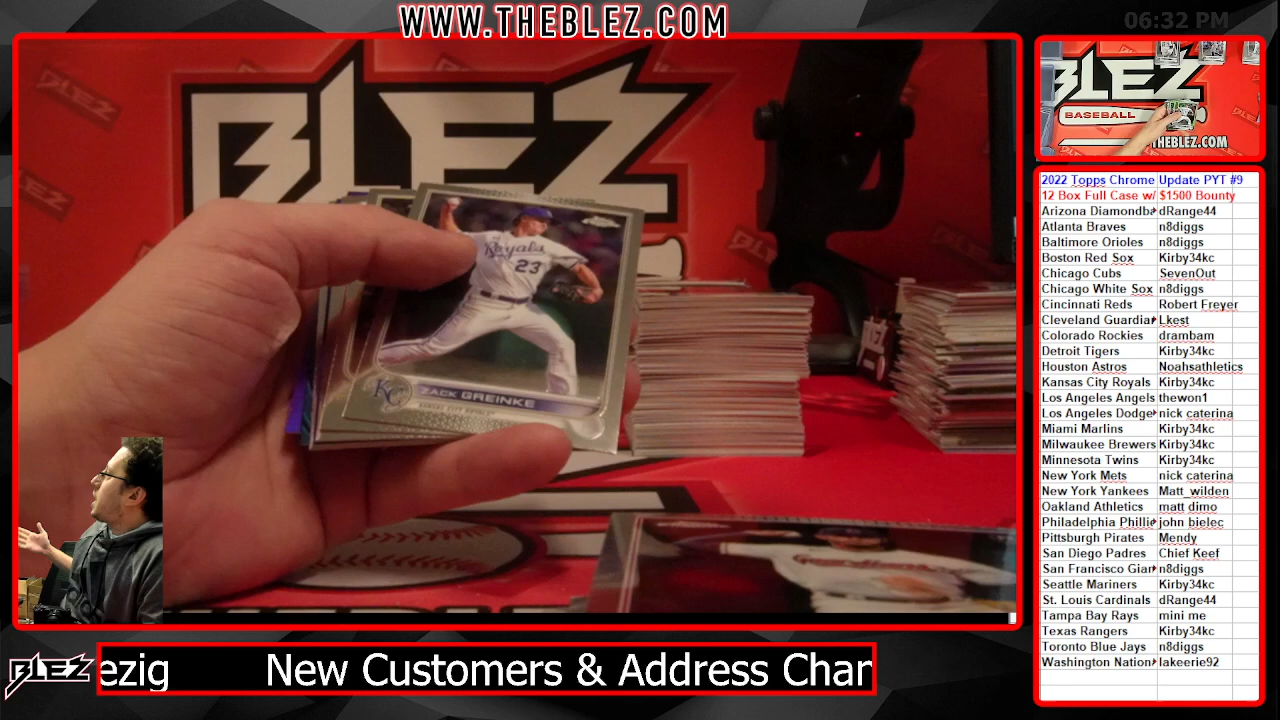 WWW.THEBLEZ.COM
06:32 PM
BLEZ
BLEZ
Royals
23
KC
ZACK GREINKE
KANSAS CITY ROYALS
BLEZ
BLEZ
BASEBALL
THEBLEZ.COM
2022 Topps Chrome Update PYT #9
12 Box Full Case w/ $1500 Bounty
Arizona Diamondba dRange44
Atlanta Braves n8diggs
Baltimore Orioles n8diggs
Boston Red Sox Kirby34kc
Chicago Cubs SevenOut
Chicago White Sox n8diggs
Cincinnati Reds Robert Freyer
Cleveland Guardian Lkest
Colorado Rockies drambam
Detroit Tigers Kirby34kc
Houston Astros Noahsathletics
Kansas City Royals Kirby34kc
Los Angeles Angels thewon1
Los Angeles Dodge nick caterina
Miami Marlins Kirby34kc
Milwaukee Brewers Kirby34kc
Minnesota Twins Kirby34kc
New York Mets nick caterina
New York Yankees Matt_wilden
Oakland Athletics matt dimo
Philadelphia Phillie john bielec
Pittsburgh Pirates Mendy
San Diego Padres Chief Keef
San Francisco Gian n8diggs
Seattle Mariners Kirby34kc
St. Louis Cardinals dRange44
Tampa Bay Rays mini me
Texas Rangers Kirby34kc
Toronto Blue Jays n8diggs
Washington Nation lakeerie92
BLEZ
ezig New Customers & Address Char